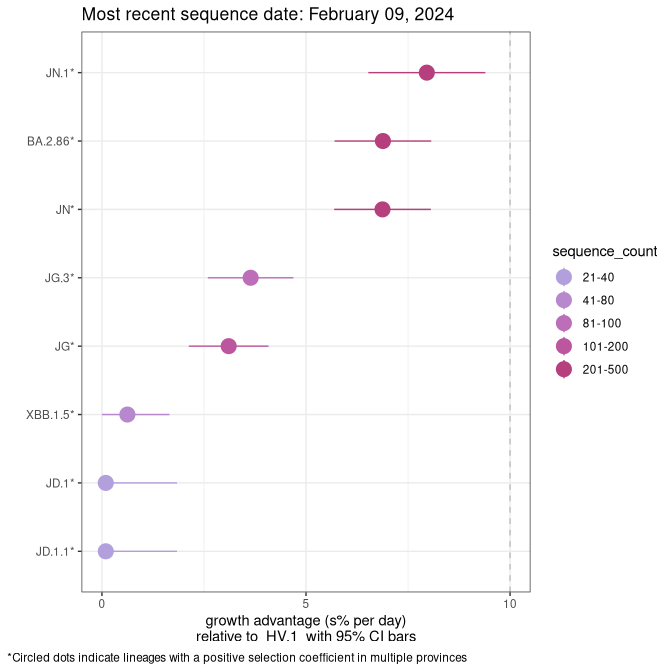 Most recent sequence date: February 09, 2024
JN.1*
BA.2.86*
JN*
JG.3*
JG*
XBB.1.5*
JD.1*
JD.1.1*
0
5
10
growth advantage (s% per day)
relative to  HV.1  with 95% CI bars
sequence_count
21-40
41-80
81-100
101-200
201-500
*Circled dots indicate lineages with a positive selection coefficient in multiple provinces